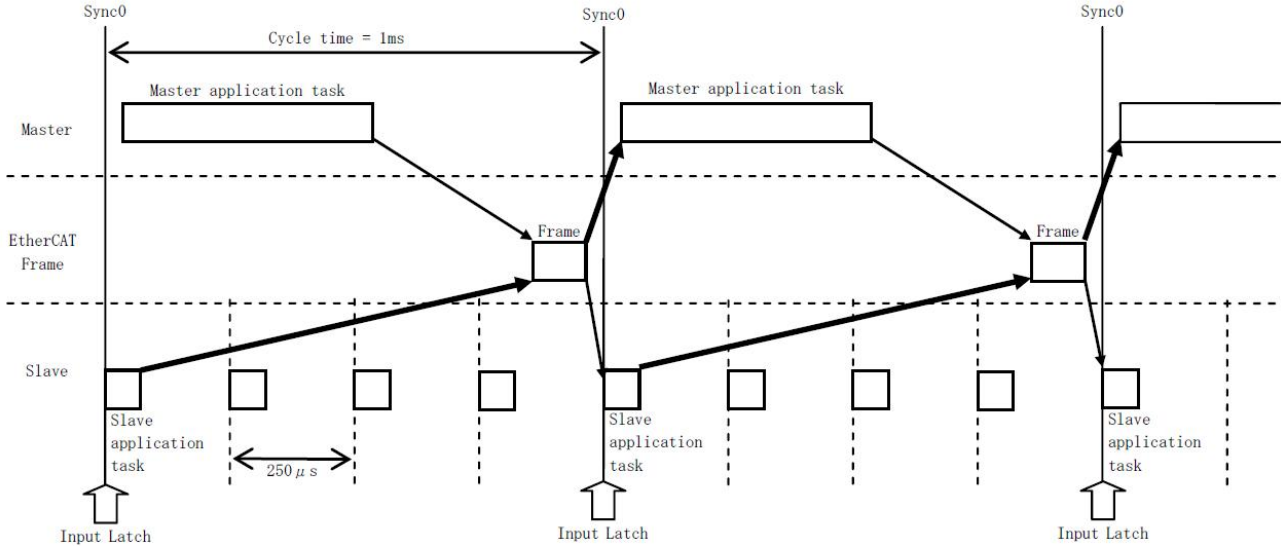 Sync0
Sync0
Sync0
Cycle time = 1ms
Master application task
Master application task
Master
EtherCAT
Frame
Frame
Frame
Slave
Slave
application
task
Slave
application
task
Slave
application
task
250μs
Input Latch
Input Latch
Input Latch